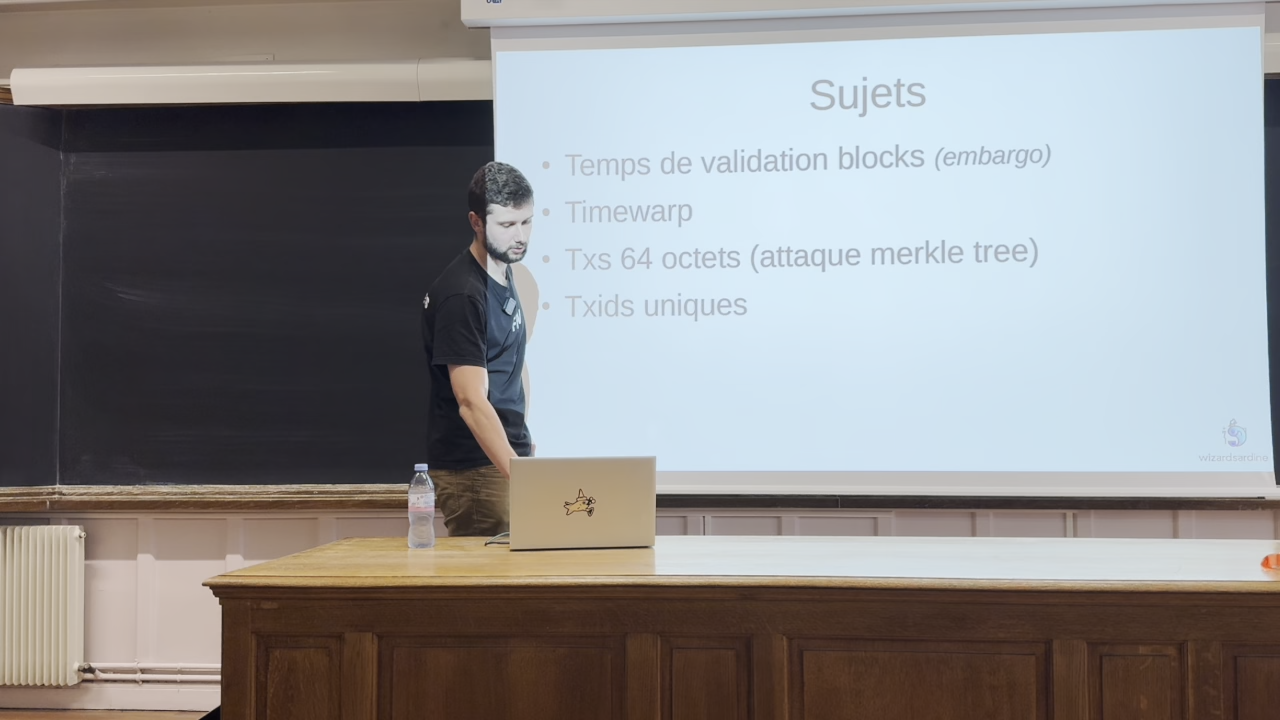 Sujets
Temps de validation blocks (embargo)
Timewarp
Txs 64 octets (attaque merkle tree)
Txids uniques
wizardsardine